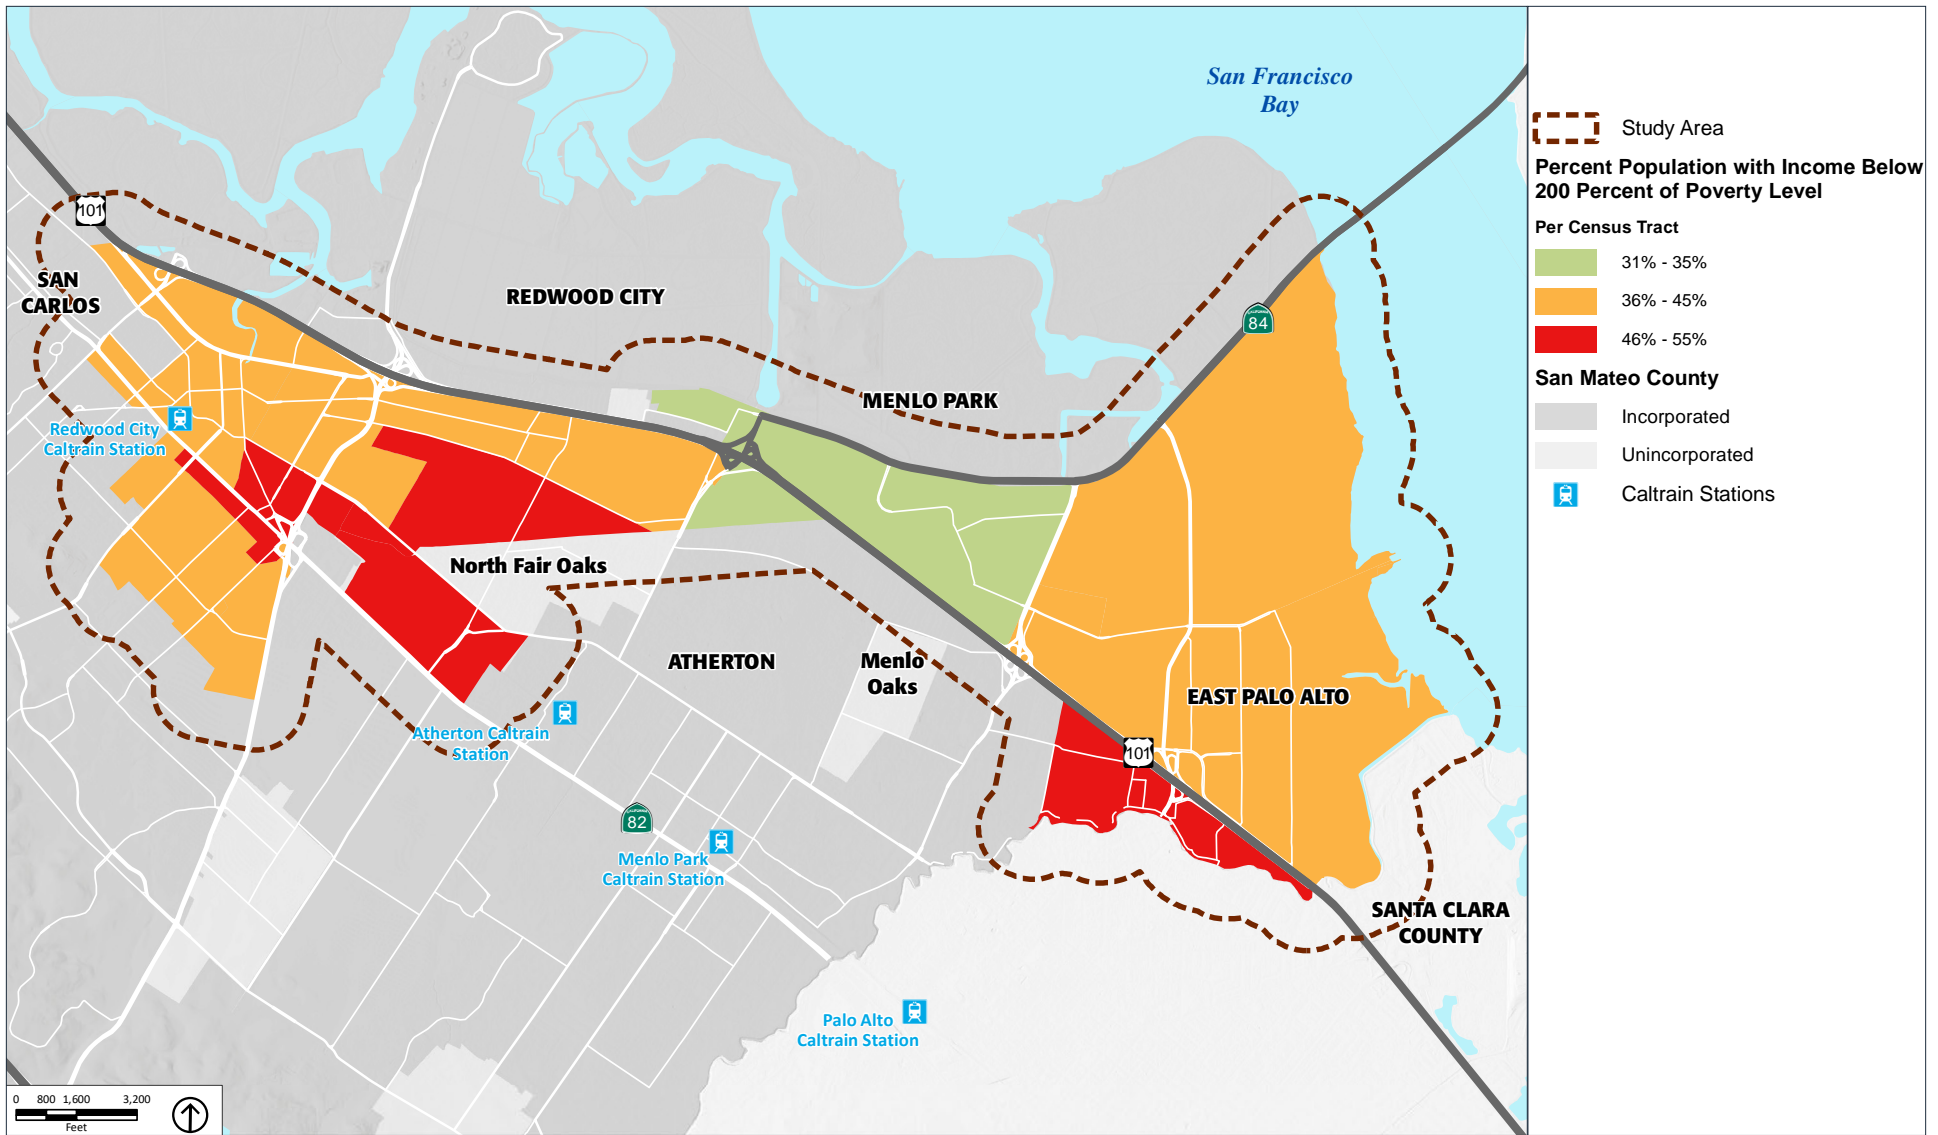 San Francisco
Bay
101
SAN
CARLOS
REDWOOD CITY
CALIFORNIA
84
MENLO PARK
Redwood City
Caltrain Station
North Fair Oaks
ATHERTON
Menlo
Oaks
EAST PALO ALTO
Atherton Caltrain
Station
101
CALIFORNIA
82
Menlo Park
Caltrain Station
SANTA CLARA
COUNTY
Palo Alto
Caltrain Station
0 800 1,600 3,200
Feet
Study Area
Percent Population with Income Below
200 Percent of Poverty Level
Per Census Tract
31% - 35%
36% - 45%
46% - 55%
San Mateo County
Incorporated
Unincorporated
Caltrain Stations